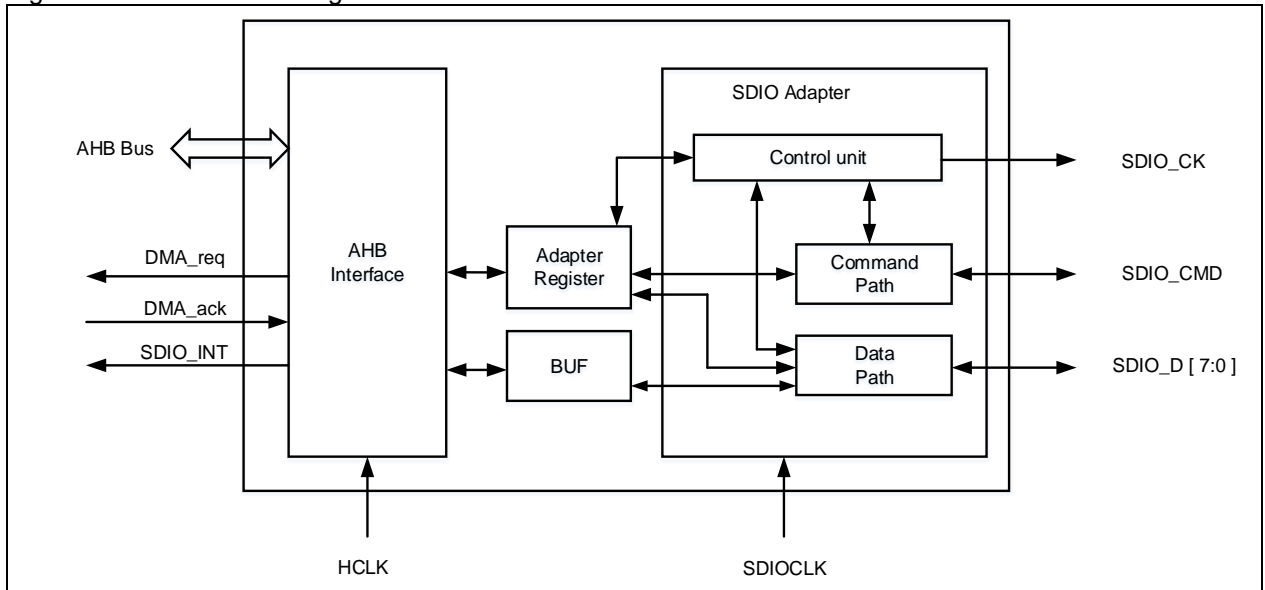 SDIO Adapter
Control unit
AHB Bus
SDIO_CK
DMA_req
AHB
Interface
Adapter
Register
Command
Path
SDIO_CMD
DMA_ack
SDIO_INT
BUF
Data
Path
SDIO_D [ 7:0 ]
HCLK
SDIOCLK